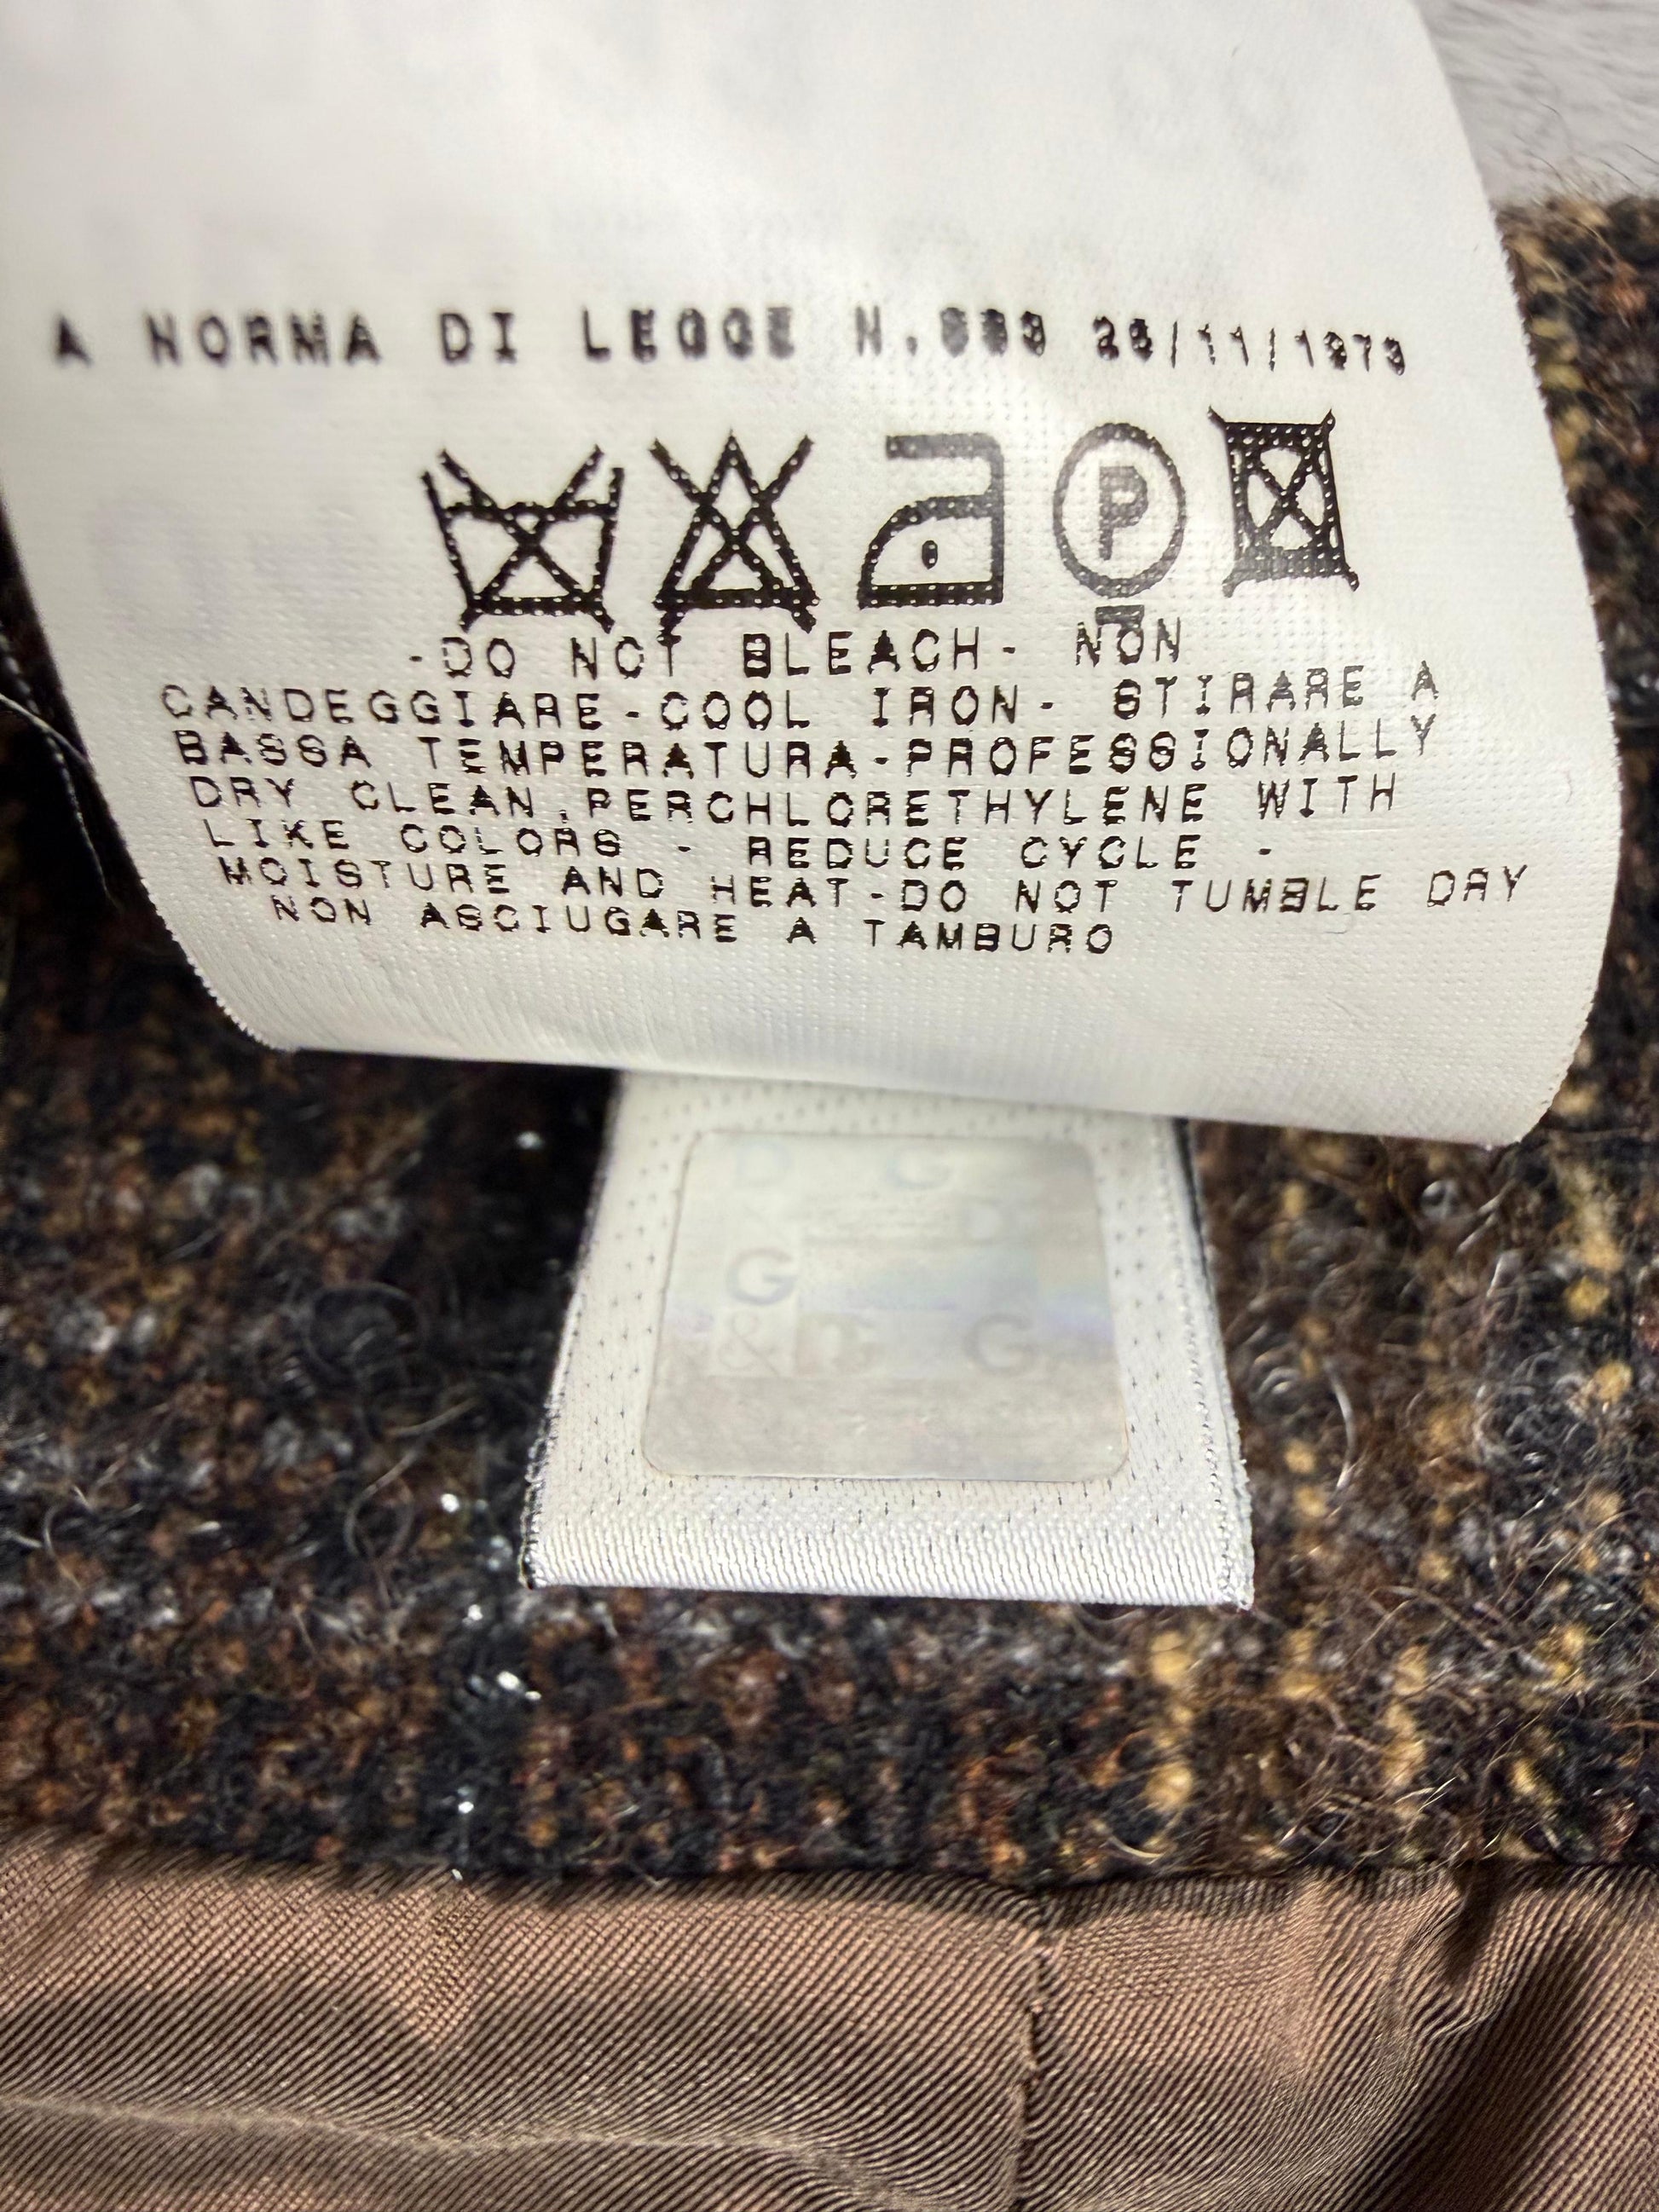 A NORMA DI LEGGE N.883 26/11/1973
P
-DO NOT BLEACH- NON
CANDEGGIARE-COOL IRON- STIRARE A
BASSA TEMPERATURA-PROFESSIONALLY
DRY CLEAN,PERCHLORETHYLENE WITH
LIKE COLORS - REDUCE CYCLE -
MOISTURE AND HEAT-DO NOT TUMBLE DRY
NON ASCIUGARE A TAMBURO
D G
D
G
& D G